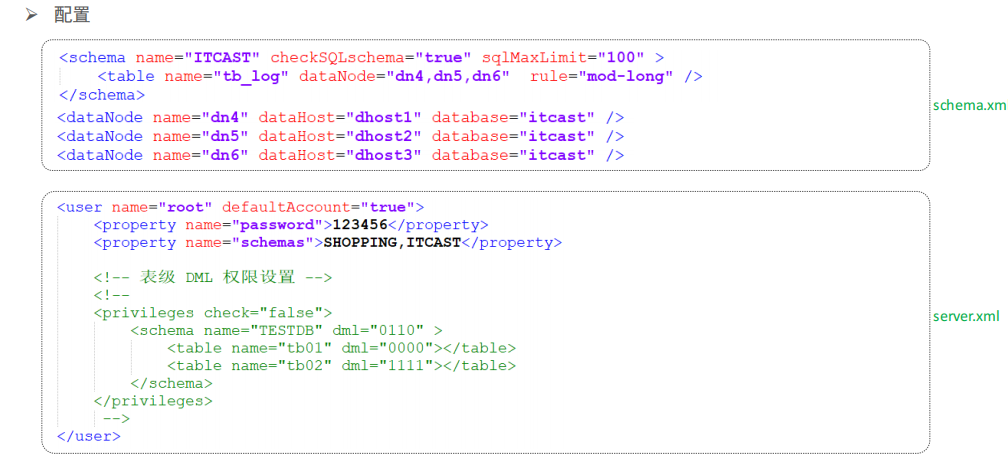 ➢ 配置
<schema name="ITCAST" checkSQLschema="true" sqlMaxLimit="100" >
<table name="tb_log" dataNode="dn4,dn5,dn6" rule="mod-long" />
</schema>
<dataNode name="dn4" dataHost="dhost1" database="itcast" />
<dataNode name="dn5" dataHost="dhost2" database="itcast" />
<dataNode name="dn6" dataHost="dhost3" database="itcast" />
schema.xm
<user name="root" defaultAccount="true">
<property name="password">123456</property>
<property name="schemas">SHOPPING,ITCAST</property>
<!-- 表级 DML 权限设置 -->
<!--
<privileges check="false">
<schema name="TESTDB" dml="0110" >
<table name="tb01" dml="0000"></table>
<table name="tb02" dml="1111"></table>
</schema>
</privileges>
-->
</user>
server.xml